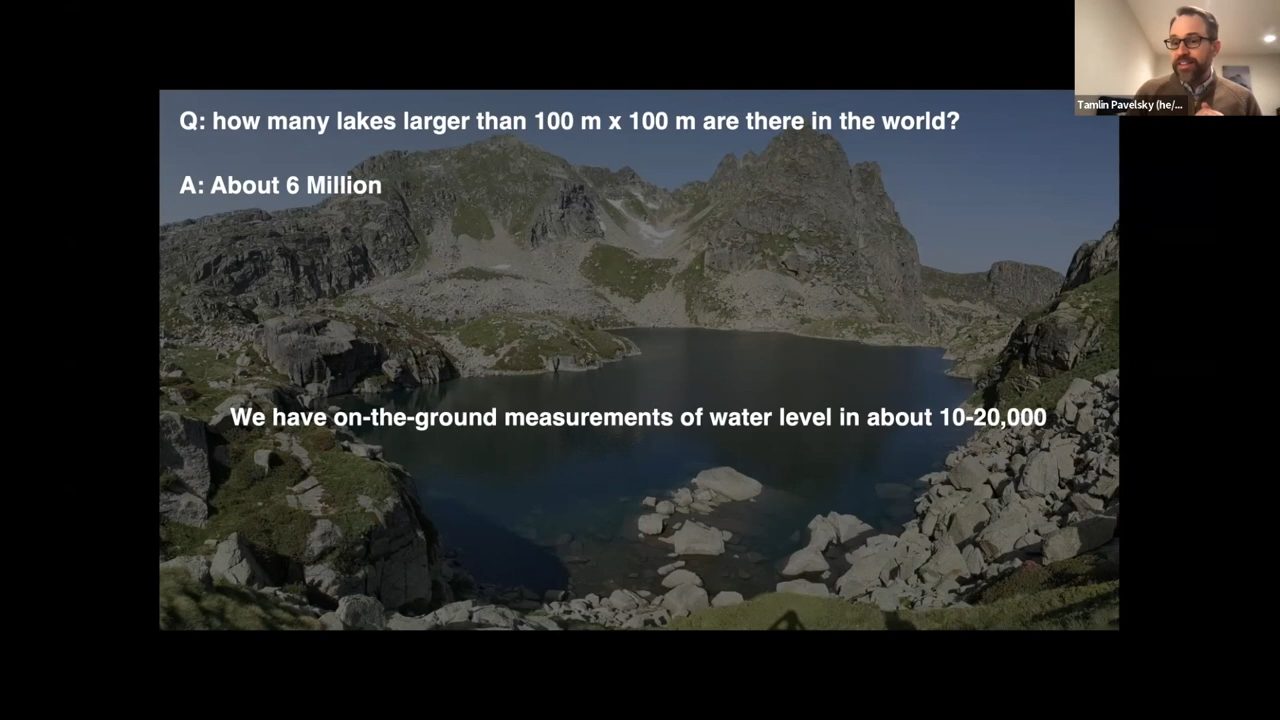 Q: how many lakes larger than 100 m x 100 m are there in the world?
A: About 6 Million
We have on-the-ground measurements of water level in about 10-20,000
Tamlin Pavelsky (he/...